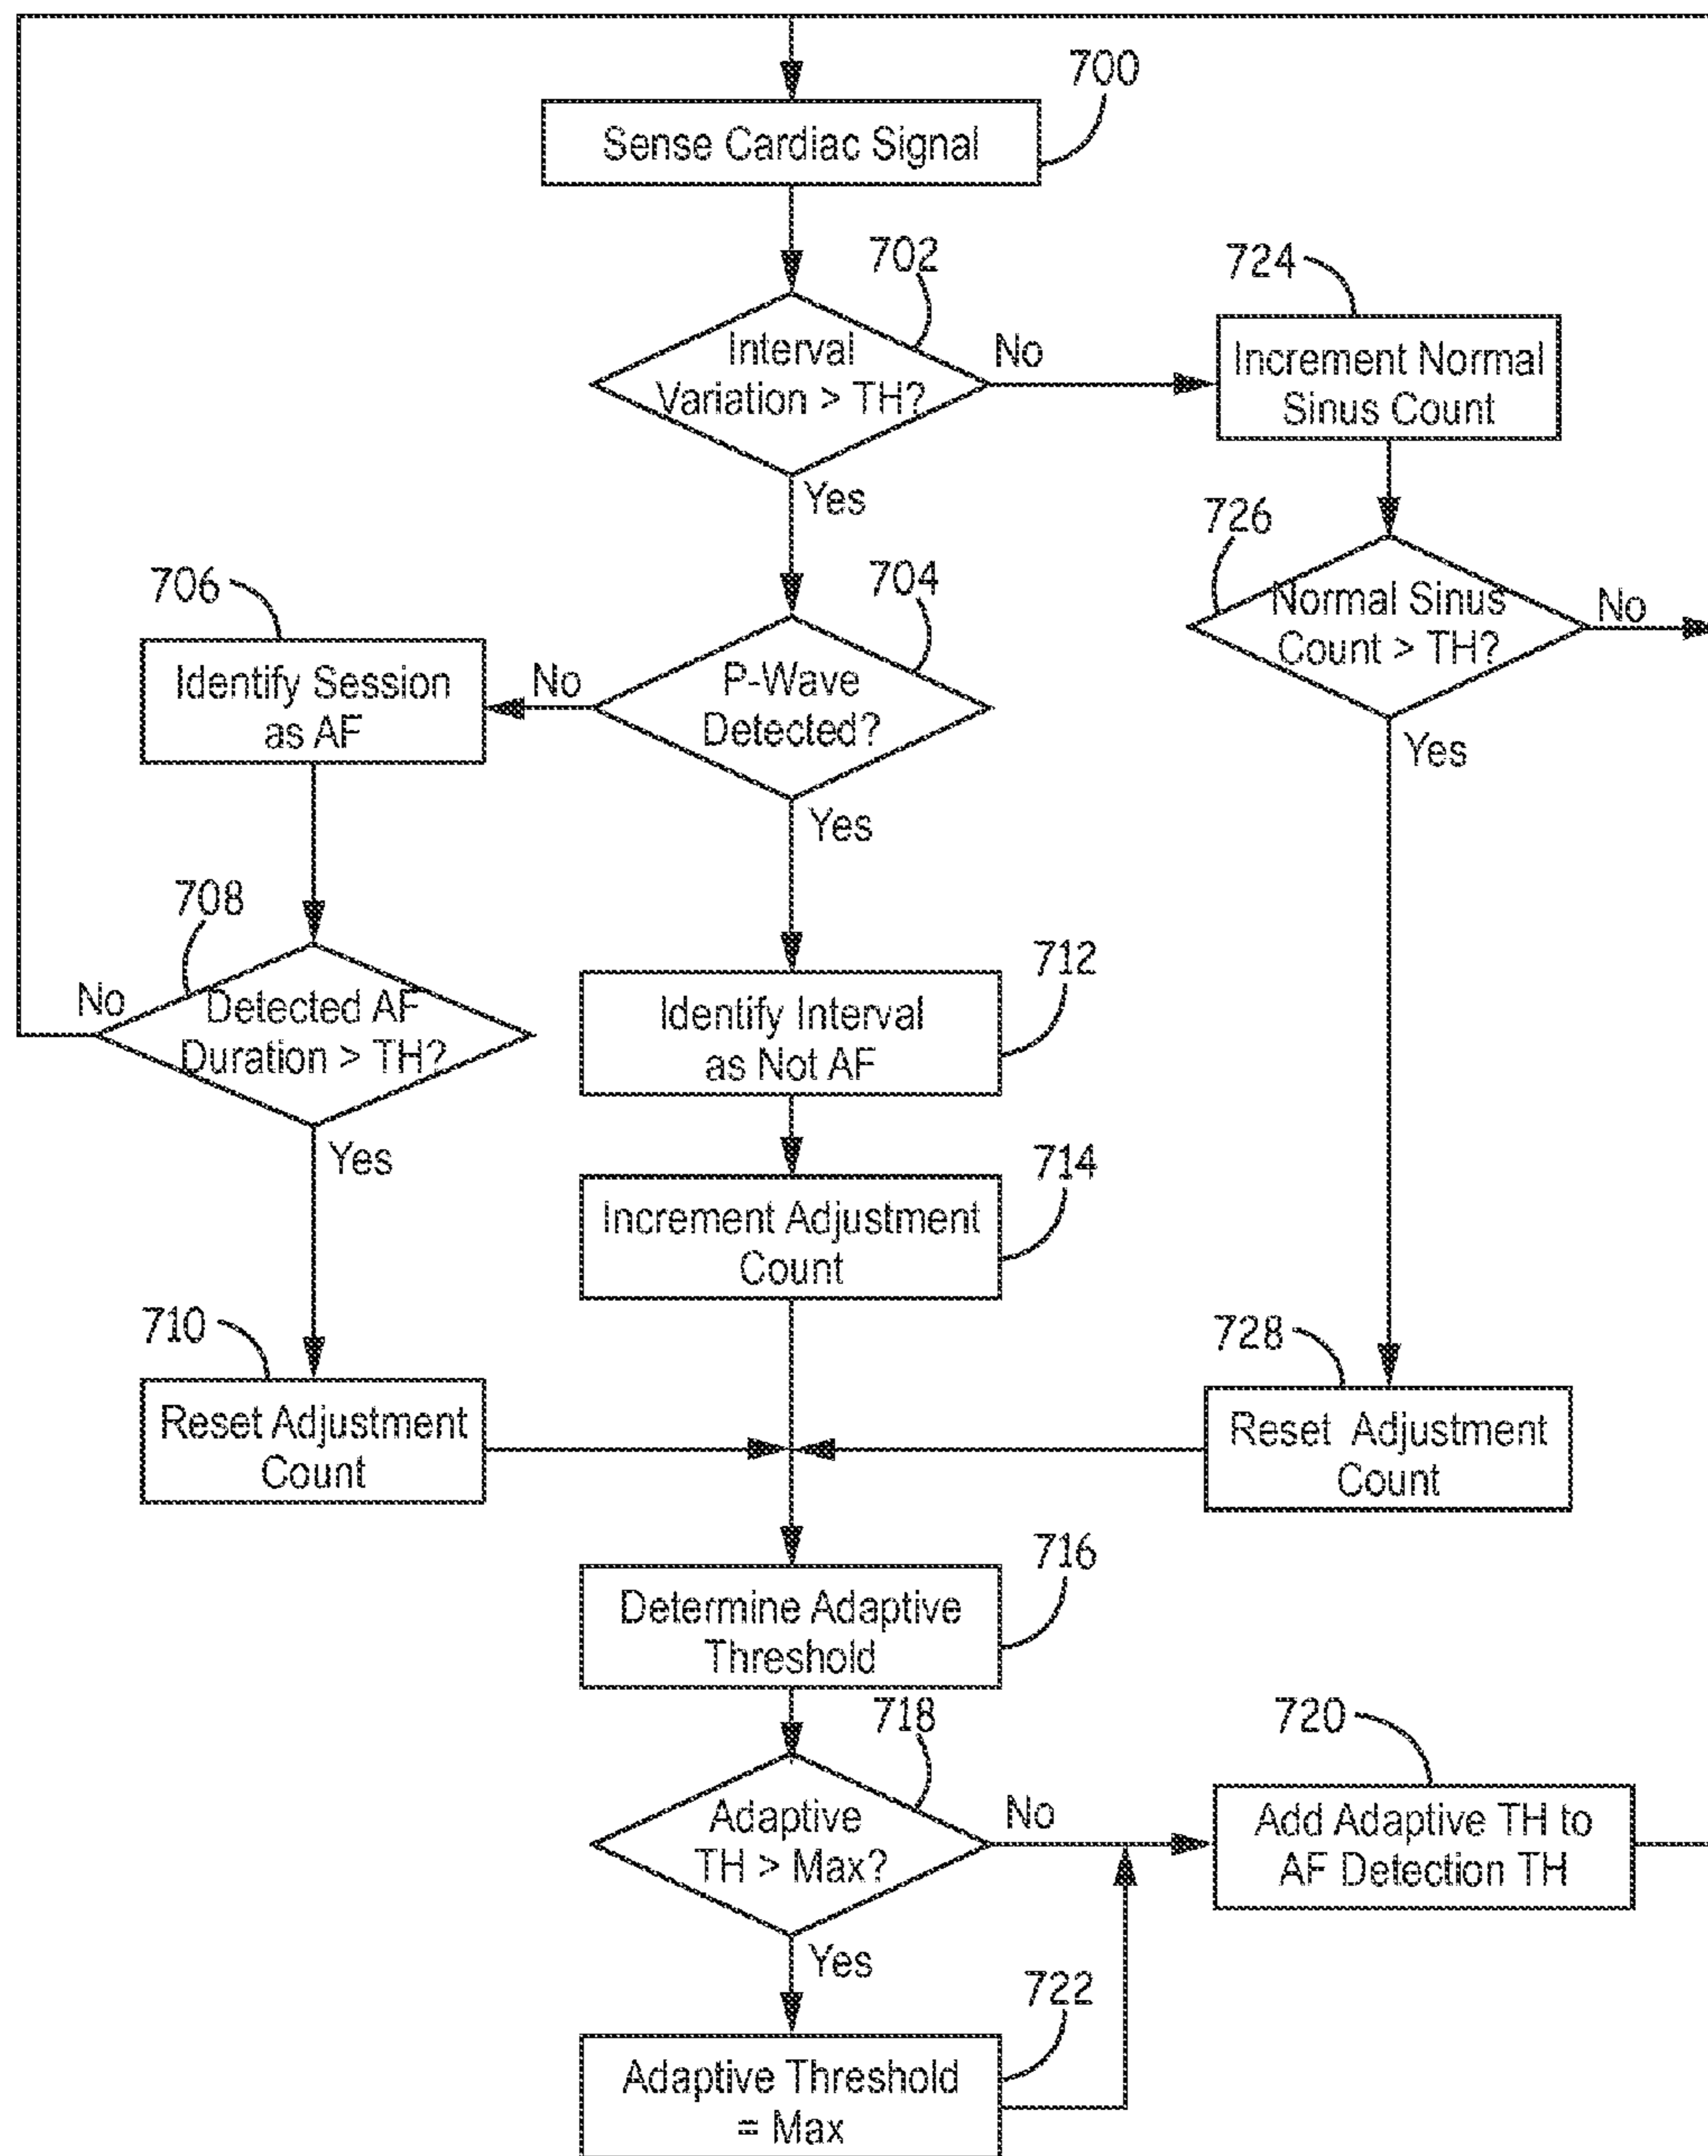 700
Sense Cardiac Signal
702
724
Interval
Variation > TH?
No
Increment Normal
Sinus Count
Yes
726
706
704
Normal Sinus
Count > TH?
No
Identify Session
as AF
No
P-Wave
Detected?
Yes
Yes
708
712
No
Detected AF
Duration > TH?
Identify Interval
as Not AF
Yes
714
Increment Adjustment
Count
710
728
Reset Adjustment
Count
Reset Adjustment
Count
716
Determine Adaptive
Threshold
718
720
Adaptive
TH > Max?
No
Add Adaptive TH to
AF Detection TH
Yes
722
Adaptive Threshold
= Max